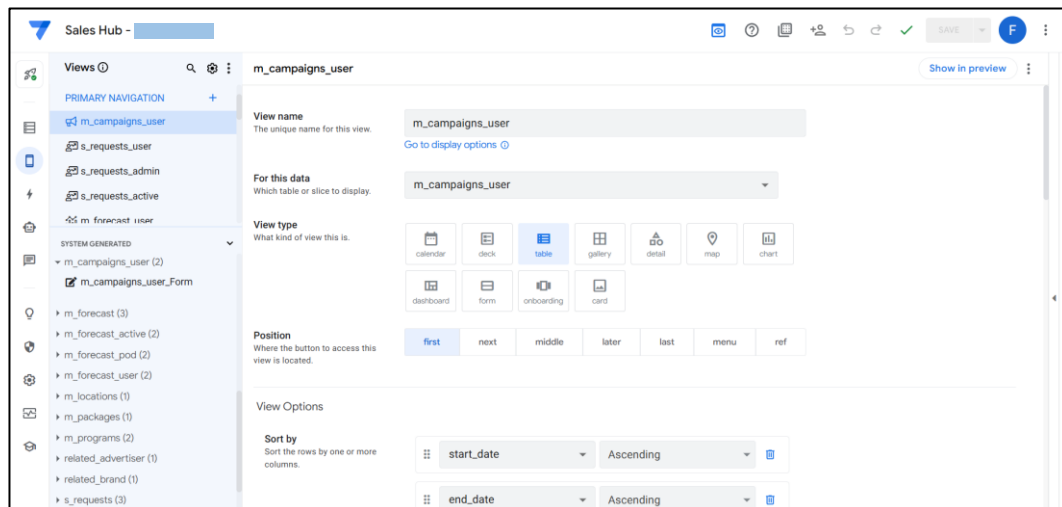 Sales Hub -
SAVE
F
Views
PRIMARY NAVIGATION
m_campaigns_user
s_requests_user
s_requests_admin
s_requests_active
m_forecast_user
SYSTEM GENERATED
m_campaigns_user (2)
m_campaigns_user_Form
m_forecast (3)
m_forecast_active (2)
m_forecast_pod (2)
m_forecast_user (2)
m_locations (1)
m_packages (1)
m_programs (2)
related_advertiser (1)
related_brand (1)
s_requests (3)
m_campaigns_user
Show in preview
View name
The unique name for this view.
m_campaigns_user
Go to display options
For this data
Which table or slice to display.
m_campaigns_user
View type
What kind of view this is.
calendar
deck
table
gallery
detail
map
chart
dashboard
form
onboarding
card
Position
Where the button to access this
view is located.
first
next
middle
later
last
menu
ref
View Options
Sort by
Sort the rows by one or more
columns.
start_date
Ascending
end_date
Ascending